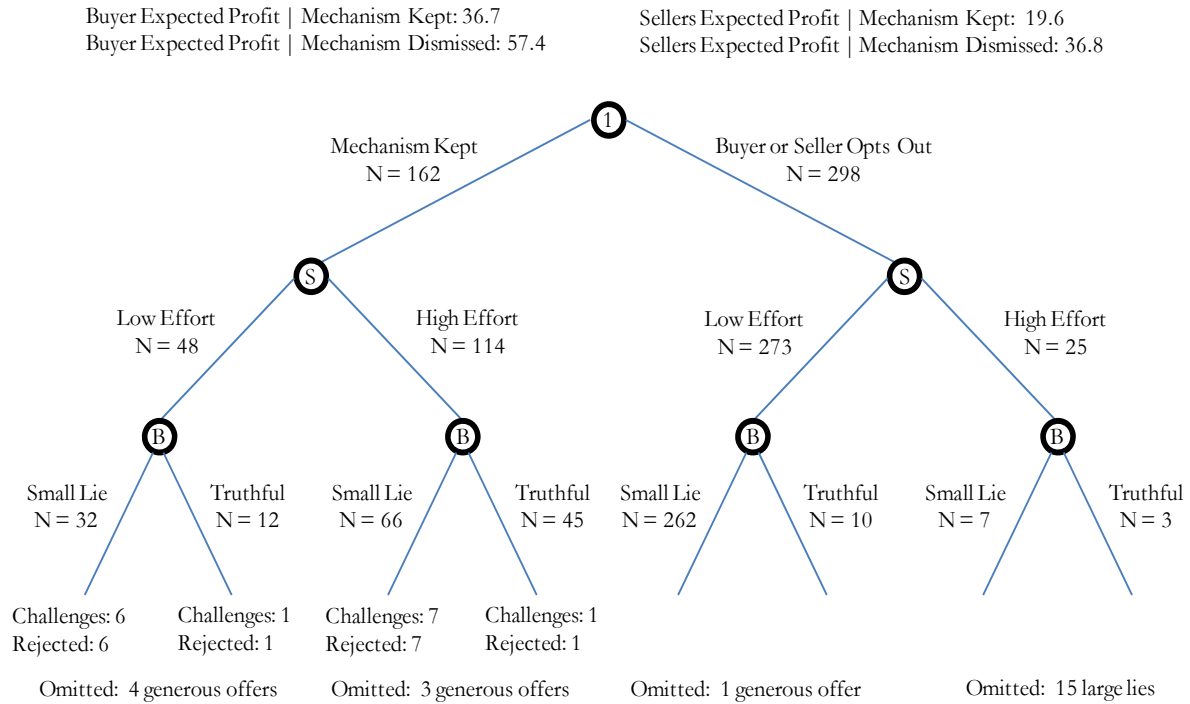 Buyer Expected Profit | Mechanism Kept: 36.7
Buyer Expected Profit | Mechanism Dismissed: 57.4
Sellers Expected Profit | Mechanism Kept: 19.6
Sellers Expected Profit | Mechanism Dismissed: 36.8
1
Mechanism Kept
N = 162
Buyer or Seller Opts Out
N = 298
S
S
Low Effort
N = 48
High Effort
N = 114
Low Effort
N = 273
High Effort
N = 25
B
B
B
B
Small Lie
N = 32
Truthful
N = 12
Small Lie
N = 66
Truthful
N = 45
Small Lie
N = 262
Truthful
N = 10
Small Lie
N = 7
Truthful
N = 3
Challenges: 6
Rejected: 6
Challenges: 1
Rejected: 1
Challenges: 7
Rejected: 7
Challenges: 1
Rejected: 1
Omitted: 4 generous offers
Omitted: 3 generous offers
Omitted: 1 generous offer
Omitted: 15 large lies